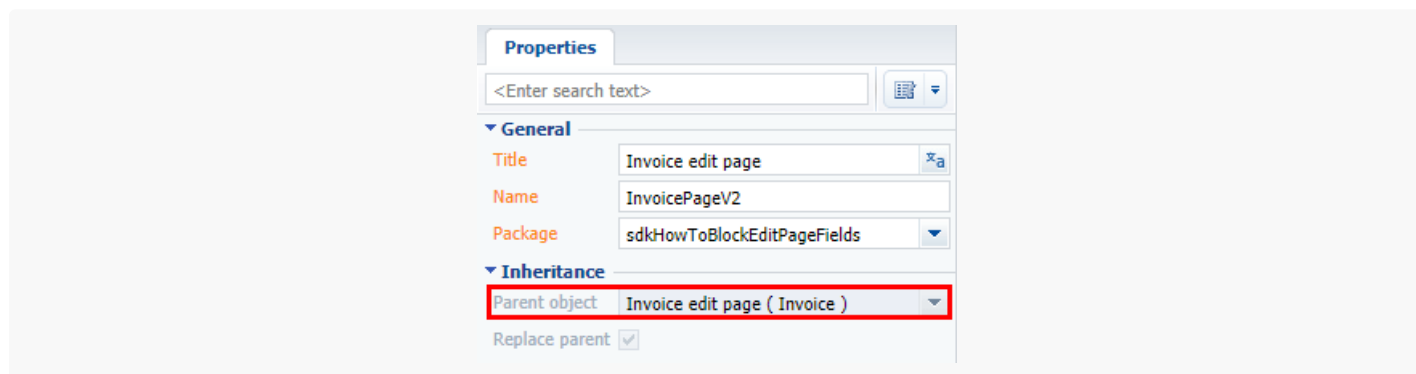 Properties
<Enter search text>
General
Title Invoice edit page xa
Name InvoicePageV2
Package sdkHowToBlockEditPageFields
Inheritance
Parent object Invoice edit page ( Invoice )
Replace parent